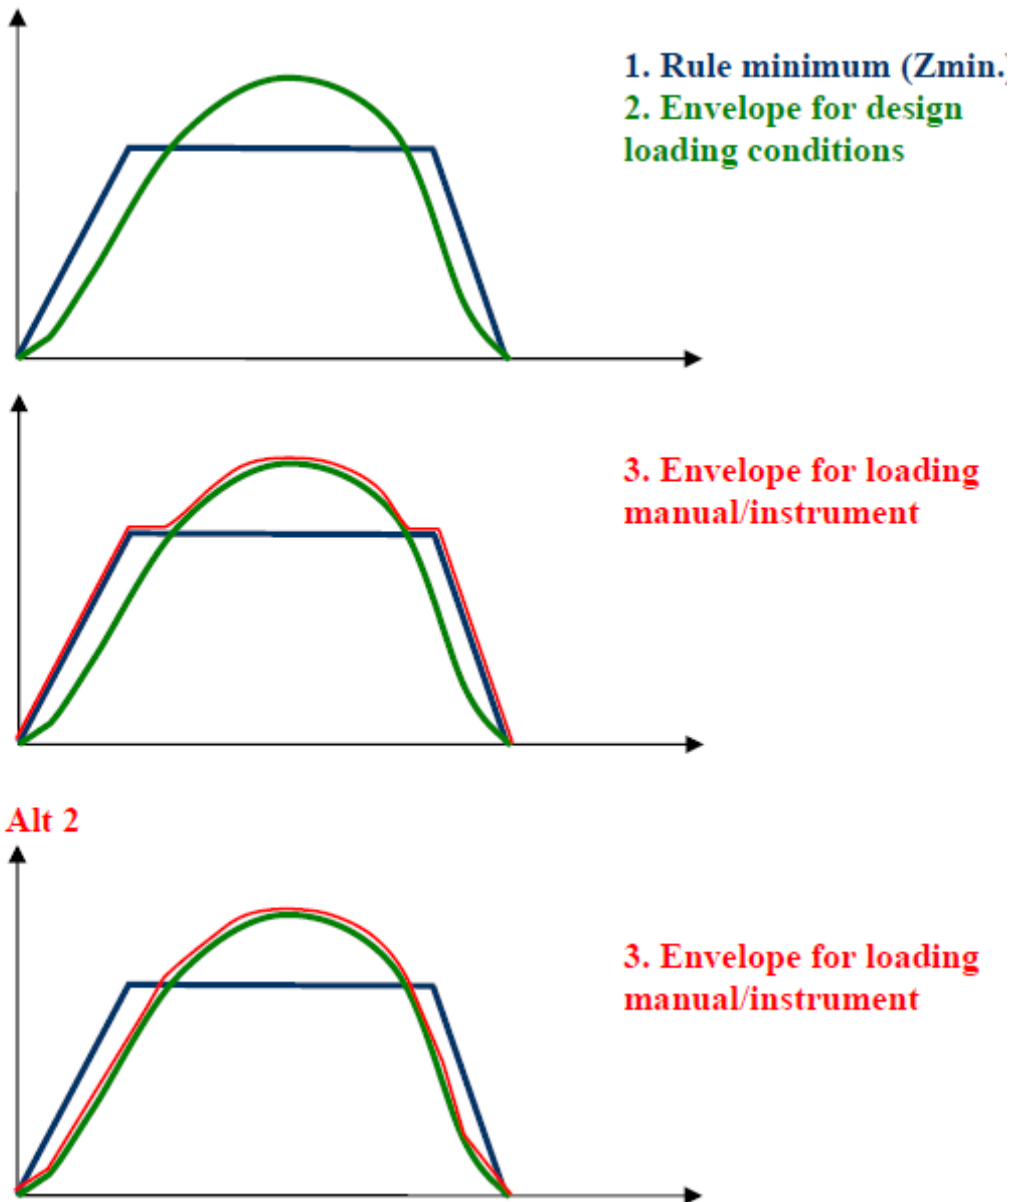 1. Rule minimum (Zmin.)
2. Envelope for design
loading conditions
3. Envelope for loading
manual/instrument
Alt 2
3. Envelope for loading
manual/instrument